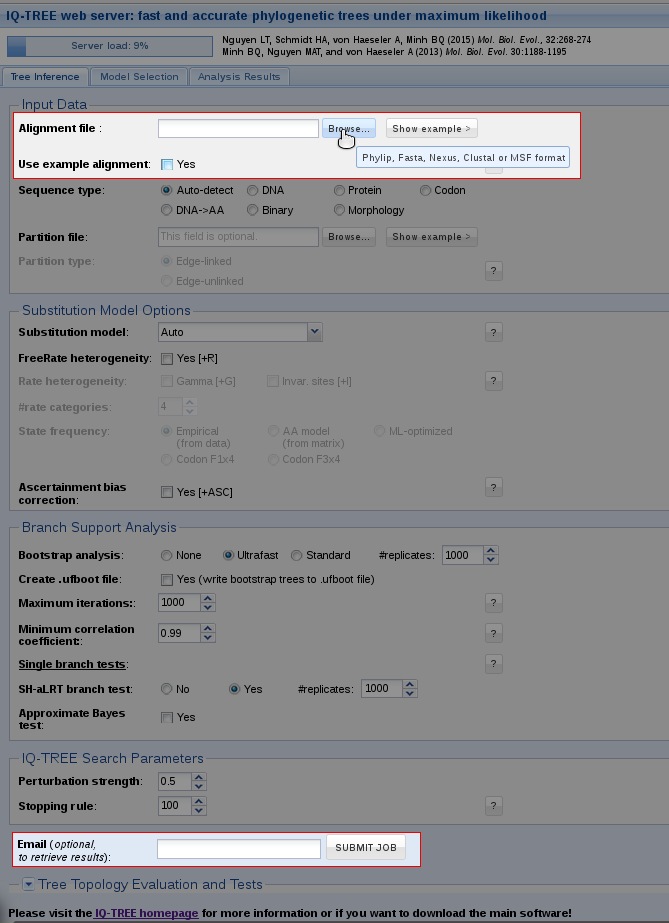 IQ-TREE web server: fast and accurate phylogenetic trees under maximum likelihood
Server load: 9%
Nguyen LT, Schmidt HA, von Haeseler A, Minh BQ (2015) Mol. Biol. Evol., 32:268-274
Minh BQ, Nguyen MAT, and von Haeseler A (2013) Mol. Biol. Evol. 30:1188-1195
Tree Inference Model Selection Analysis Results
Input Data
Alignment file : Browse... Show example >
Phylip, Fasta, Nexus, Clustal or MSF format
Use example alignment: Yes
Sequence type: Auto-detect DNA Protein Codon
DNA->AA Binary Morphology
Partition file: This field is optional. Browse... Show example >
Partition type: Edge-linked
?
Edge-unlinked
Substitution Model Options
Substitution model: Auto ?
FreeRate heterogeneity: Yes [+R]
Rate heterogeneity: Gamma [+G] Invar. sites [+I] ?
#rate categories: 4
State frequency: Empirical AA model ML-optimized
(from data) (from matrix)
Codon F1x4 Codon F3x4
Ascertainment bias
correction: Yes [+ASC] ?
Branch Support Analysis
Bootstrap analysis: None Ultrafast Standard #replicates: 1000
Create .ufboot file: Yes (write bootstrap trees to .ufboot file)
Maximum iterations:: 1000 ?
Minimum correlation
coefficient:: 0.99 ?
Single branch tests: ?
SH-aLRT branch test: No Yes #replicates: 1000
Approximate Bayes
test: Yes
IQ-TREE Search Parameters
Perturbation strength: 0.5
Stopping rule: 100 ?
Email (optional,
to retrieve results): SUBMIT JOB
Tree Topology Evaluation and Tests
Please visit the IQ-TREE homepage for more information or if you want to download the main software!